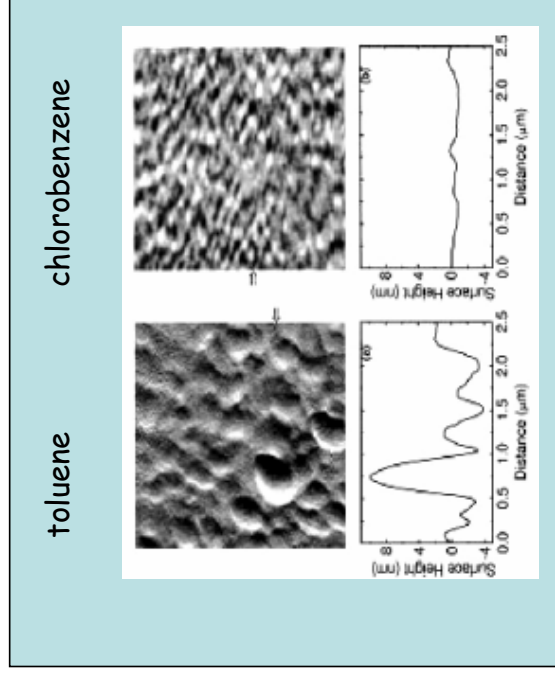 toluene
chlorobenzene
(a)
Surface Height (nm)
8
4
0
-4
0.0 0.5 1.0 1.5 2.0 2.5
Distance (μm)
(b)
Surface Height (nm)
8
4
0
-4
0.0 0.5 1.0 1.5 2.0 2.5
Distance (μm)